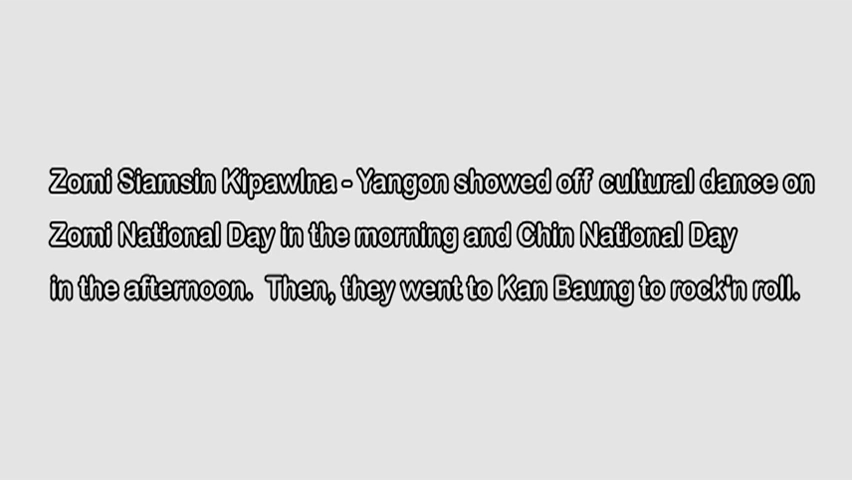 Zomi Siamsin Kipawlna - Yangon showed off cultural dance on
Zomi National Day in the morning and Chin National Day
in the afternoon.  Then, they went to Kan Baung to rock'n roll.